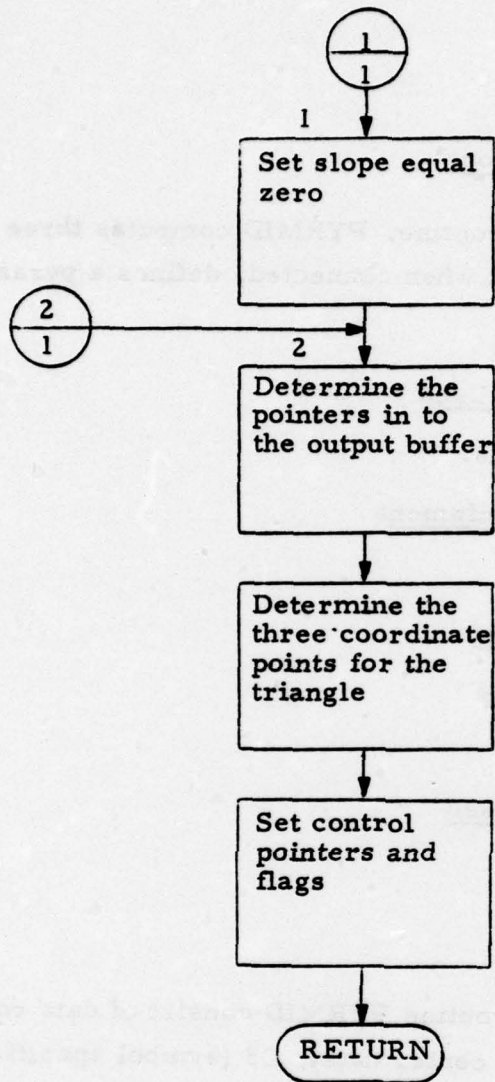 1
1
1
Set slope equal
zero
2
1
2
Determine the
pointers in to
the output buffer
Determine the
three coordinate
points for the
triangle
Set control
pointers and
flags
RETURN